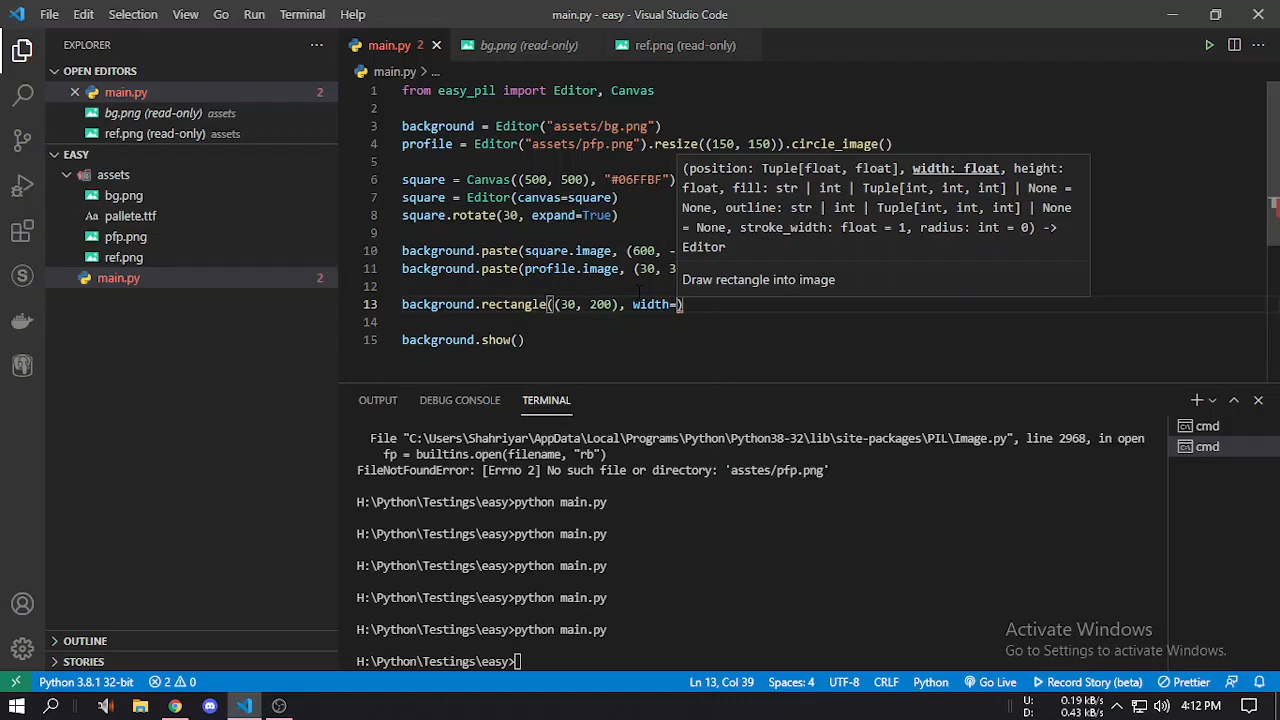 File Edit Selection View Go Run Terminal Help main.py - easy - Visual Studio Code
EXPLORER
main.py 2
bg.png (read-only)
ref.png (read-only)
OPEN EDITORS
main.py 2
bg.png (read-only) assets
ref.png (read-only) assets
EASY
assets
bg.png
pallete.ttf
pfp.png
ref.png
main.py 2
OUTLINE
STORIES
main.py > ...
1 from easy_pil import Editor, Canvas
2
3 background = Editor("assets/bg.png")
4 profile = Editor("assets/pfp.png").resize((150, 150)).circle_image()
5
6 square = Canvas((500, 500), "#06FFBF")
7 square = Editor(canvas=square)
8 square.rotate(30, expand=True)
9
10 background.paste(square.image, (600, -
11 background.paste(profile.image, (30, 3
12
13 background.rectangle((30, 200), width=)
14
15 background.show()
(position: Tuple[float, float], width: float, height:
float, fill: str | int | Tuple[int, int, int] | None =
None, outline: str | int | Tuple[int, int, int] | None
= None, stroke_width: float = 1, radius: int = 0) ->
Editor
Draw rectangle into image
OUTPUT DEBUG CONSOLE TERMINAL
File "C:\Users\Shahriyar\AppData\Local\Programs\Python\Python38-32\lib\site-packages\PIL\Image.py", line 2968, in open
fp = builtins.open(filename, "rb")
FileNotFoundError: [Errno 2] No such file or directory: 'asstes/pfp.png'
H:\Python\Testings\easy>python main.py
H:\Python\Testings\easy>python main.py
H:\Python\Testings\easy>python main.py
H:\Python\Testings\easy>python main.py
H:\Python\Testings\easy>python main.py
H:\Python\Testings\easy>
cmd
cmd
Activate Windows
Go to Settings to activate Windows.
Python 3.8.1 32-bit 2 0 Ln 13, Col 39 Spaces: 4 UTF-8 CRLF Python Go Live Record Story (beta) Prettier
U: 0.19 kB/s
D: 0.43 kB/s
4:12 PM